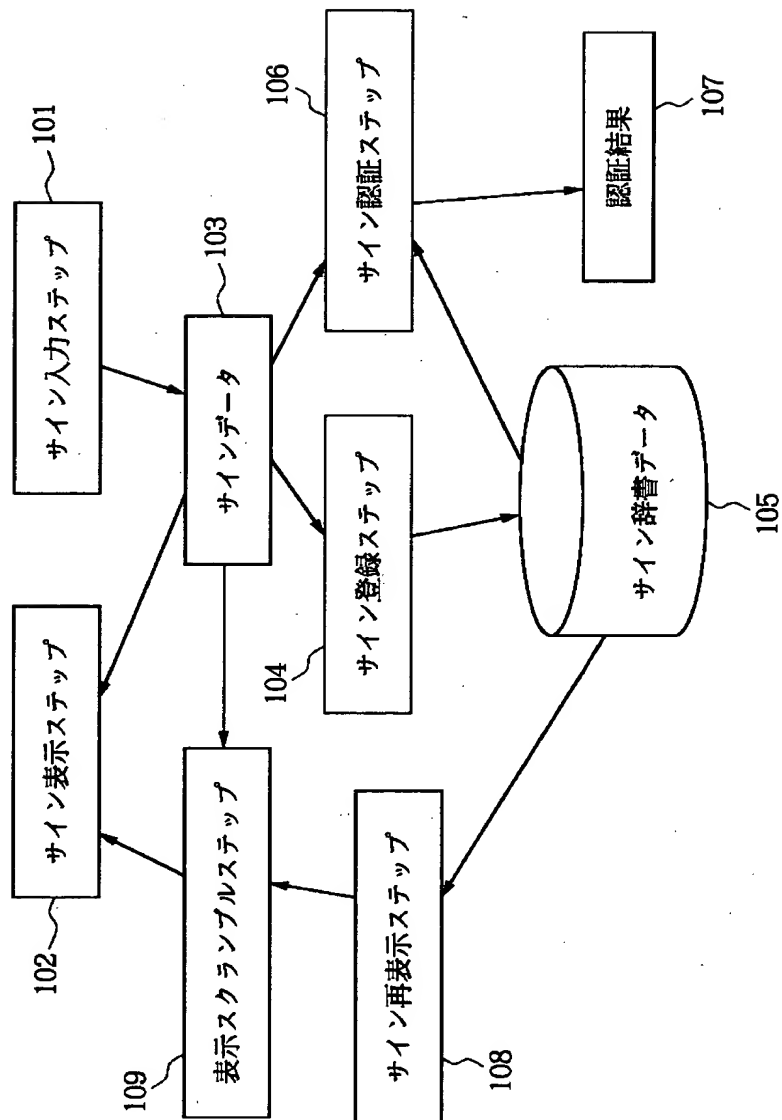 サイン表示ステップ
サイン入力ステップ
101
102
表示スクランブルステップ
サインデータ
103
109
104
106
サイン再表示ステップ
サイン登録ステップ
サイン認証ステップ
108
サイン辞書データ
認証結果
105
107